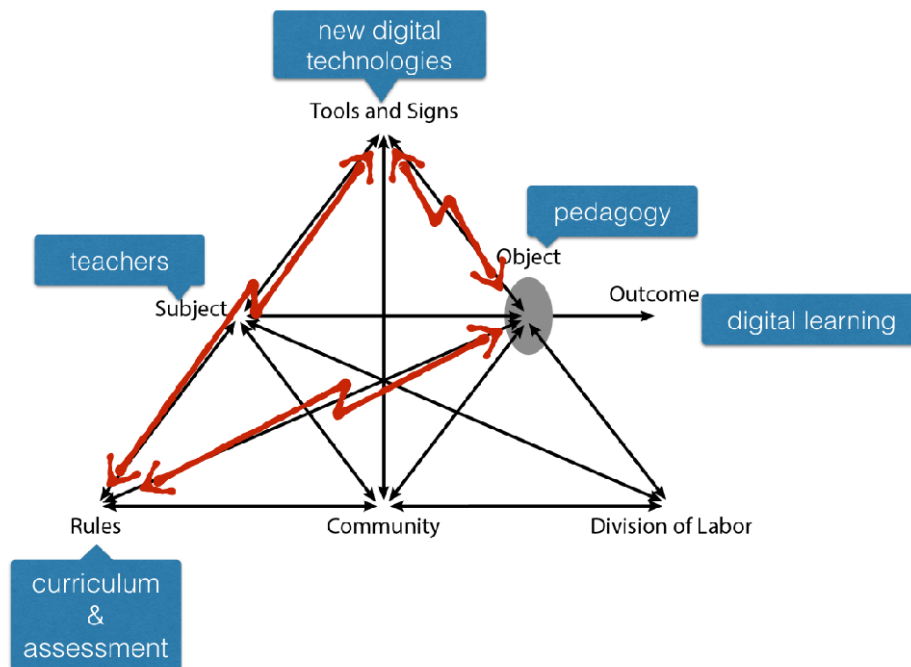 new digital
technologies
Tools and Signs
pedagogy
Object
teachers
Subject
Outcome
digital learning
Rules
Community
Division of Labor
curriculum
&
assessment